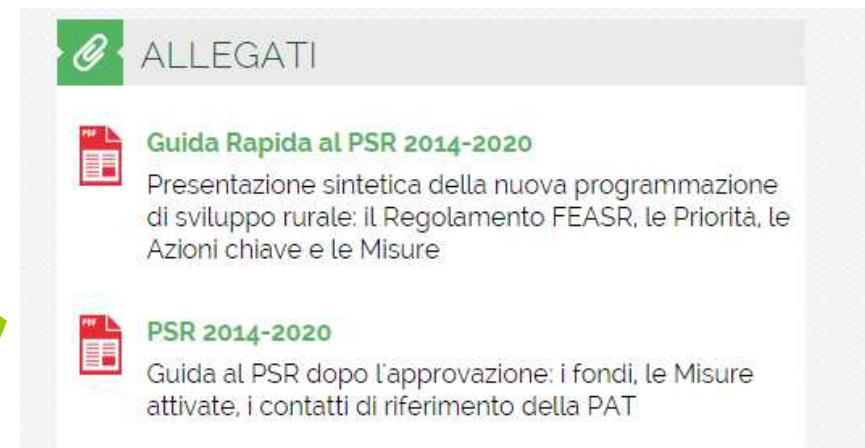 ALLEGATI
PDF
Guida Rapida al PSR 2014-2020
Presentazione sintetica della nuova programmazione
di sviluppo rurale: il Regolamento FEASR, le Priorità, le
Azioni chiave e le Misure
PDF
PSR 2014-2020
Guida al PSR dopo l'approvazione: i fondi, le Misure
attivate, i contatti di riferimento della PAT